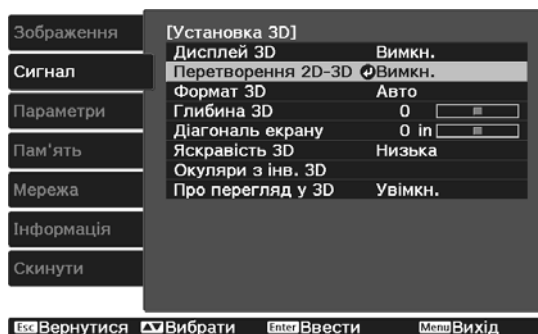 Зображення
Сигнал
Параметри
Пам'ять
Мережа
Інформація
Скинути
[Установка 3D]
Дисплей 3D Вимкн.
Перетворення 2D-3D Вимкн.
Формат 3D Авто
Глибина 3D 0
Діагональ екрану 0 in
Яскравість 3D Низька
Окуляри з інв. 3D
Про перегляд у 3D Увімкн.
Esc Вернутися Вибрати Enter Ввести Menu Вихід